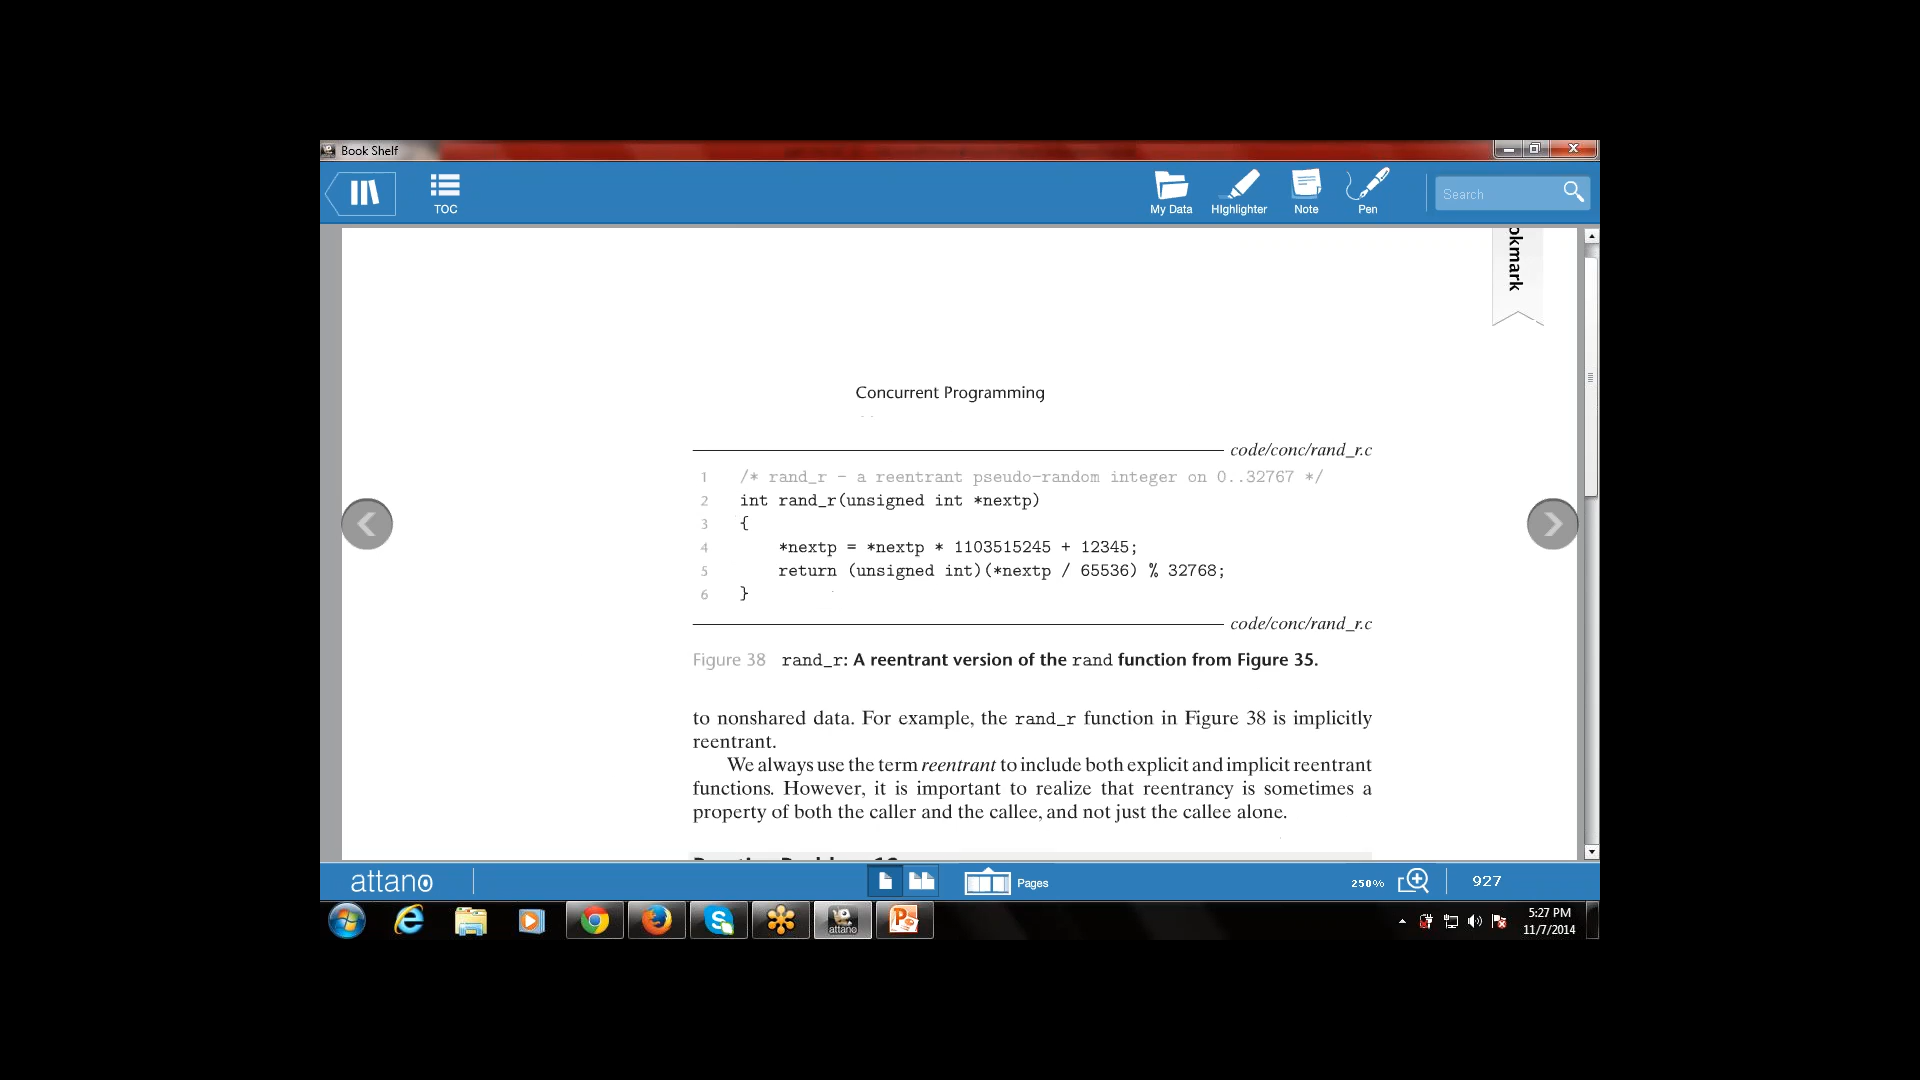 Book Shelf
TOC
My Data
HIghlighter
Note
Pen
Search
okmark
Concurrent Programming
code/conc/rand_r.c
1 /* rand_r - a reentrant pseudo-random integer on 0..32767 */
2 int rand_r(unsigned int *nextp)
3 {
4 *nextp = *nextp * 1103515245 + 12345;
5 return (unsigned int)(*nextp / 65536) % 32768;
6 }
code/conc/rand_r.c
Figure 38 rand_r: A reentrant version of the rand function from Figure 35.
to nonshared data. For example, the rand_r function in Figure 38 is implicitly
reentrant.
We always use the term reentrant to include both explicit and implicit reentrant
functions. However, it is important to realize that reentrancy is sometimes a
property of both the caller and the callee, and not just the callee alone.
attano
Pages
250%
927
attano
5:27 PM
11/7/2014